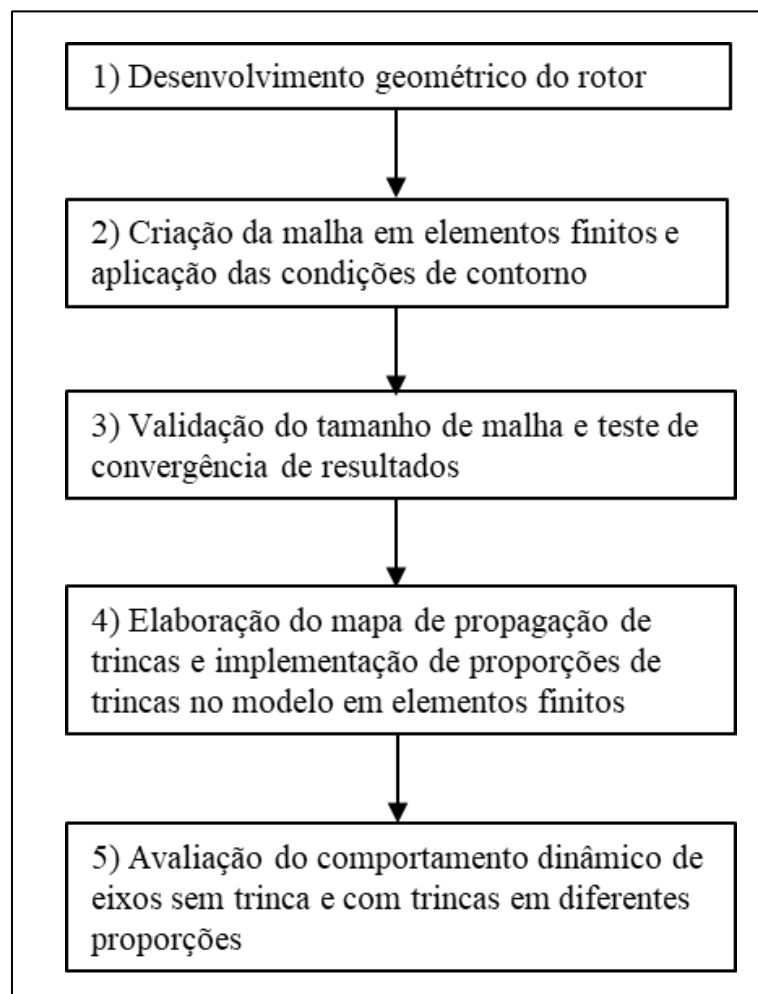 1) Desenvolvimento geométrico do rotor
2) Criação da malha em elementos finitos e
aplicação das condições de contorno
3) Validação do tamanho de malha e teste de
convergência de resultados
4) Elaboração do mapa de propagação de
trincas e implementação de proporções de
trincas no modelo em elementos finitos
5) Avaliação do comportamento dinâmico de
eixos sem trinca e com trincas em diferentes
proporções